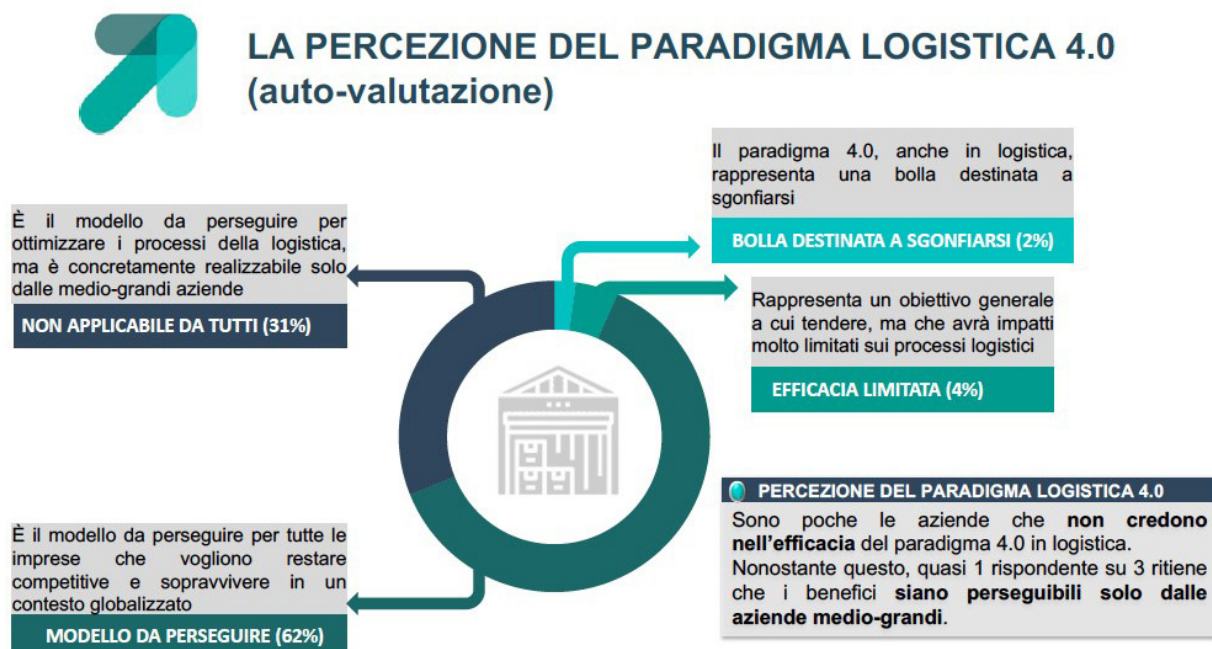 LA PERCEZIONE DEL PARADIGMA LOGISTICA 4.0
(auto-valutazione)
Il paradigma 4.0, anche in logistica,
rappresenta una bolla destinata a
sgonfiarsi
BOLLA DESTINATA A SGONFIARSI (2%)
È il modello da perseguire per
ottimizzare i processi della logistica,
ma è concretamente realizzabile solo
dalle medio-grandi aziende
NON APPLICABILE DA TUTTI (31%)
Rappresenta un obiettivo generale
a cui tendere, ma che avrà impatti
molto limitati sui processi logistici
EFFICACIA LIMITATA (4%)
È il modello da perseguire per tutte le
imprese che vogliono restare
competitive e sopravvivere in un
contesto globalizzato
MODELLO DA PERSEGUIRE (62%)
PERCEZIONE DEL PARADIGMA LOGISTICA 4.0
Sono poche le aziende che non credono
nell'efficacia del paradigma 4.0 in logistica.
Nonostante questo, quasi 1 rispondente su 3 ritiene
che i benefici siano perseguibili solo dalle
aziende medio-grandi.